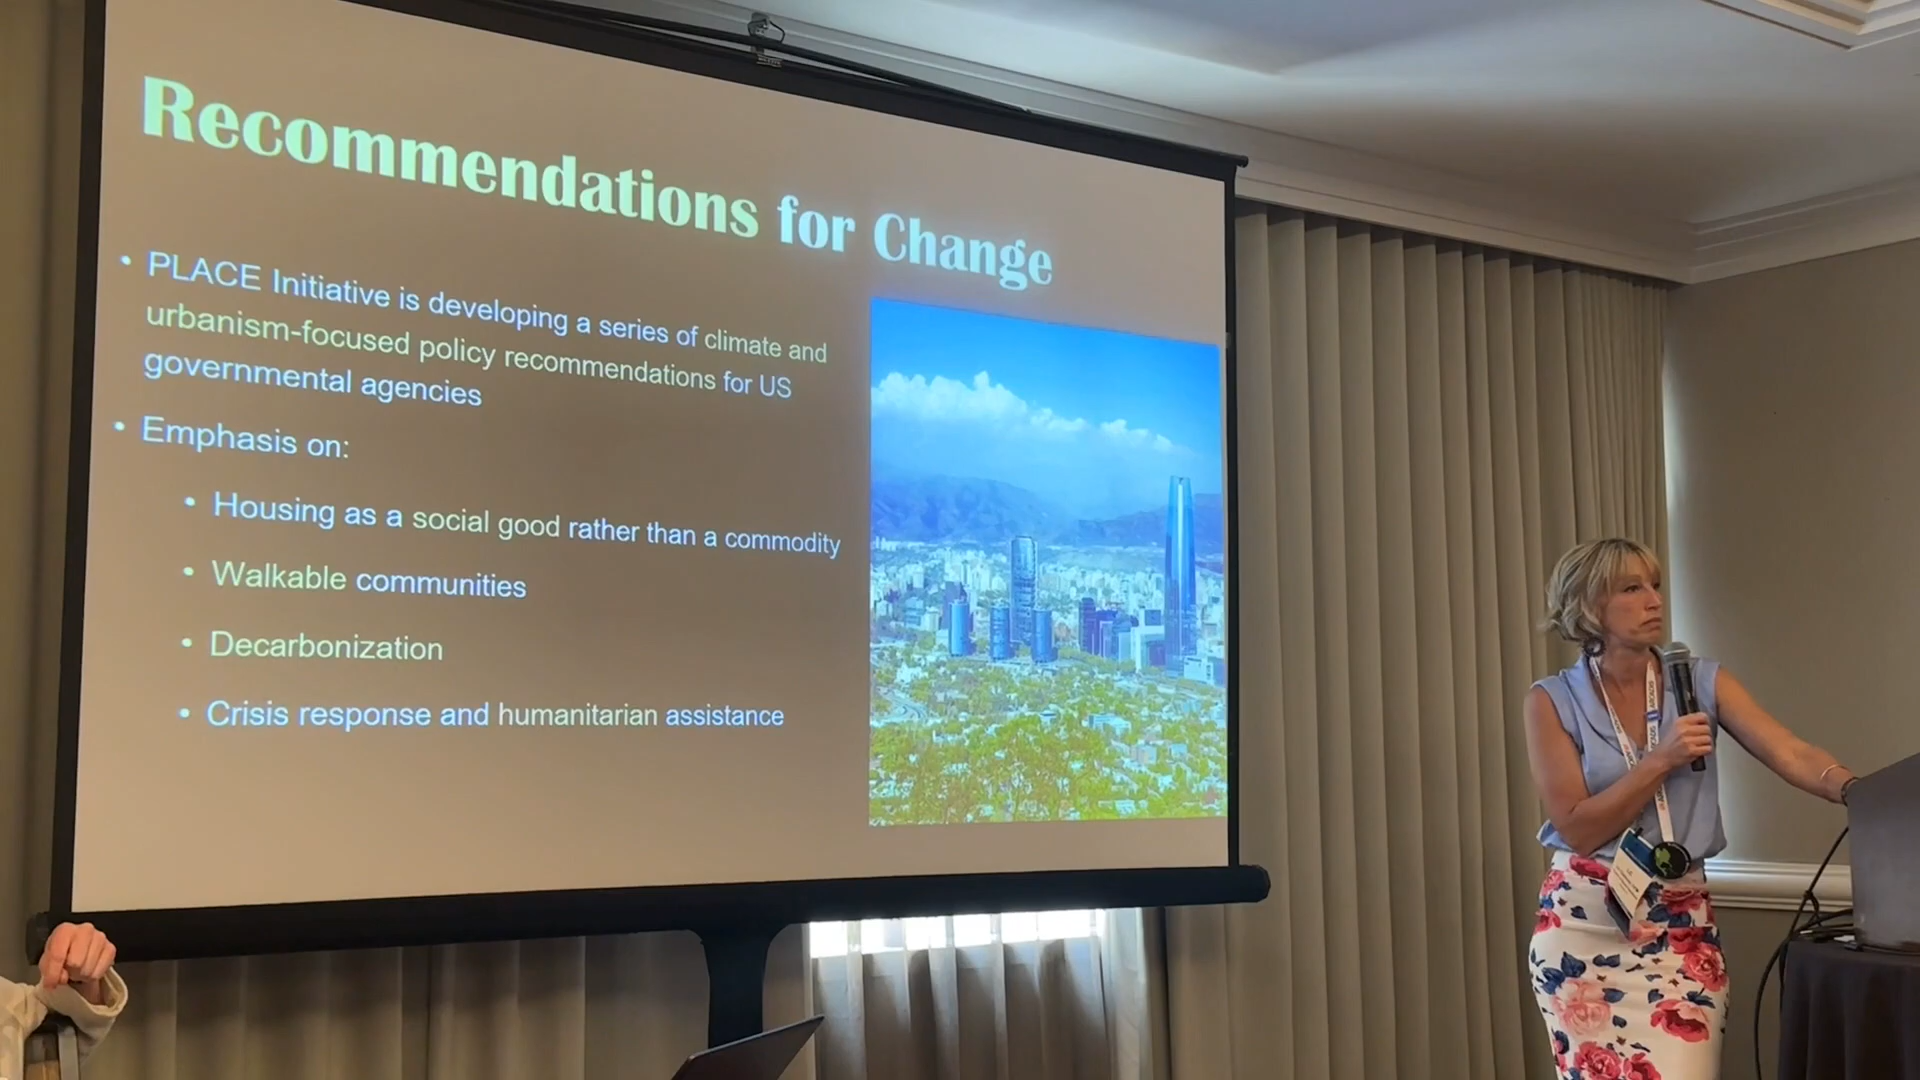 Recommendations for Change
• PLACE Initiative is developing a series of climate and
urbanism-focused policy recommendations for US
governmental agencies
• Emphasis on:
• Housing as a social good rather than a commodity
• Walkable communities
• Decarbonization
• Crisis response and humanitarian assistance